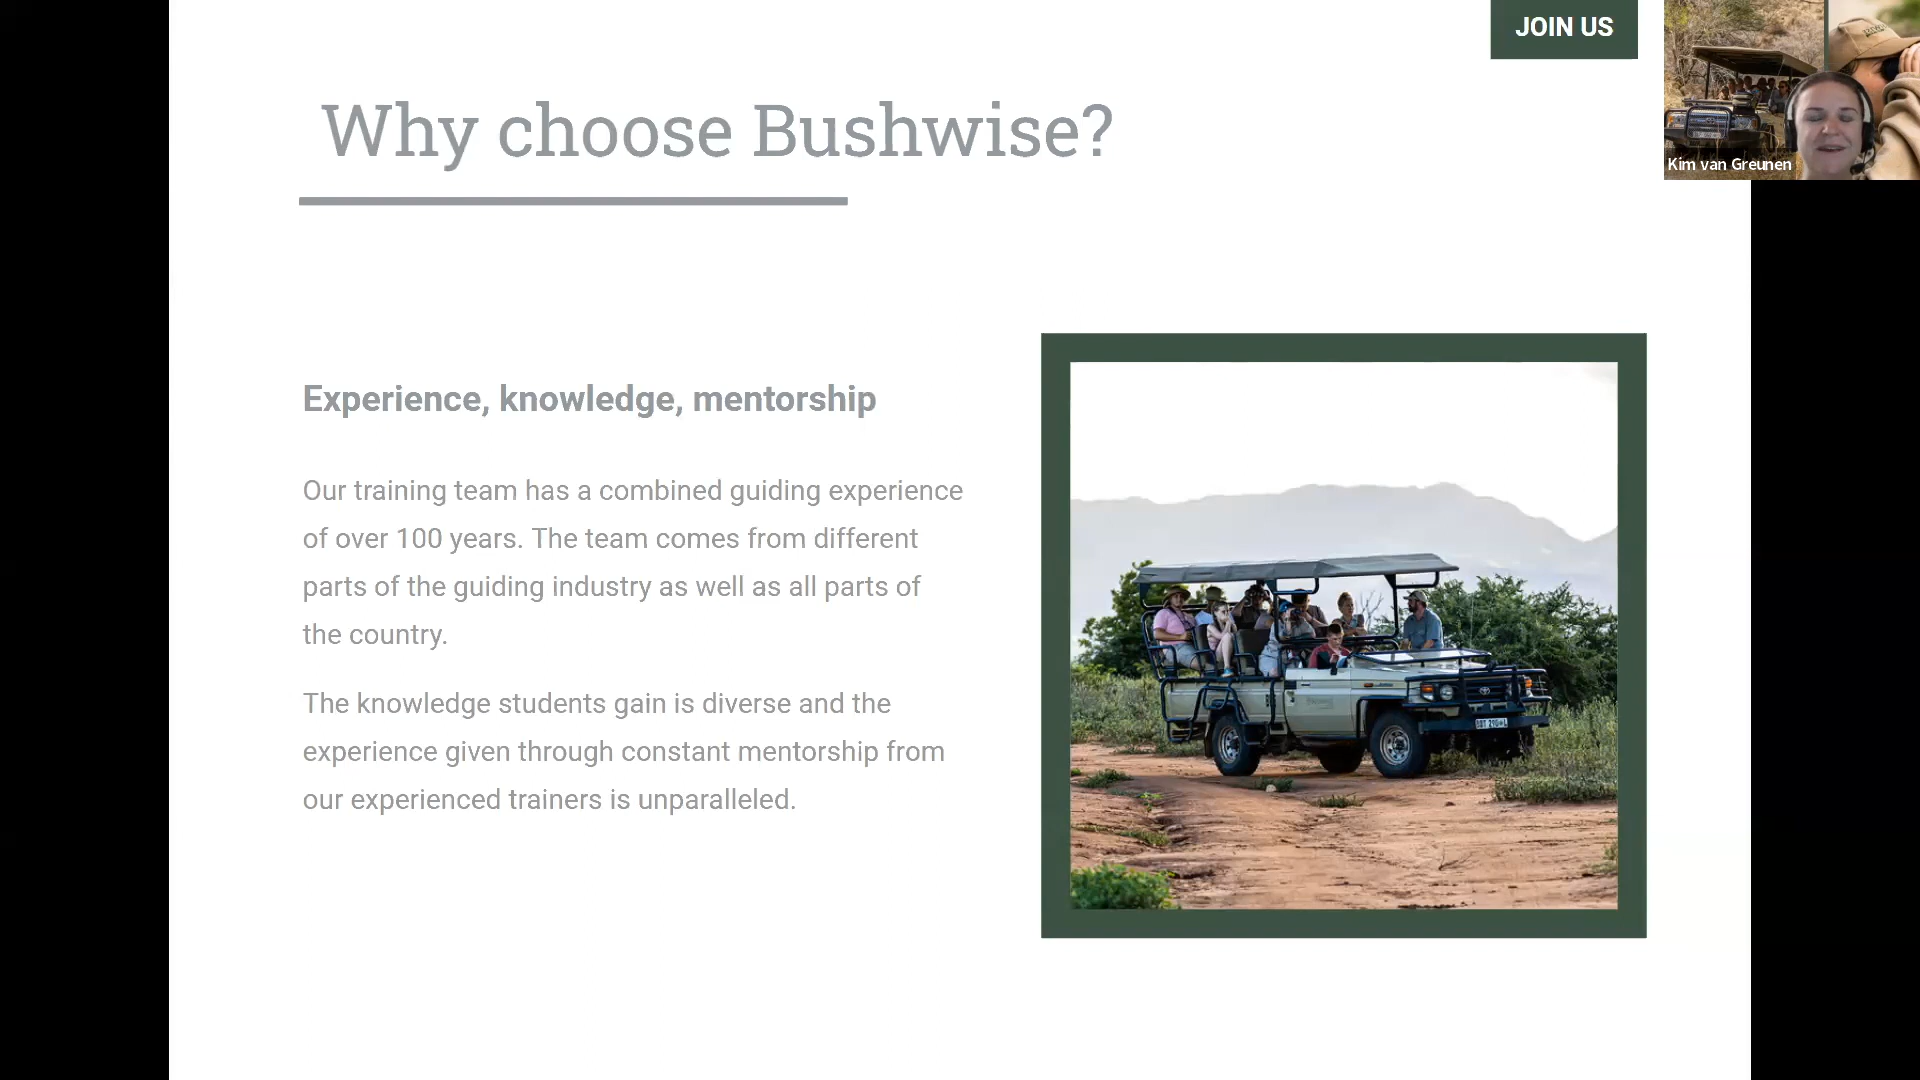 JOIN US
Why choose Bushwise?
Kim van Greunen
Experience, knowledge, mentorship
Our training team has a combined guiding experience
of over 100 years. The team comes from different
parts of the guiding industry as well as all parts of
the country.
The knowledge students gain is diverse and the
experience given through constant mentorship from
our experienced trainers is unparalleled.